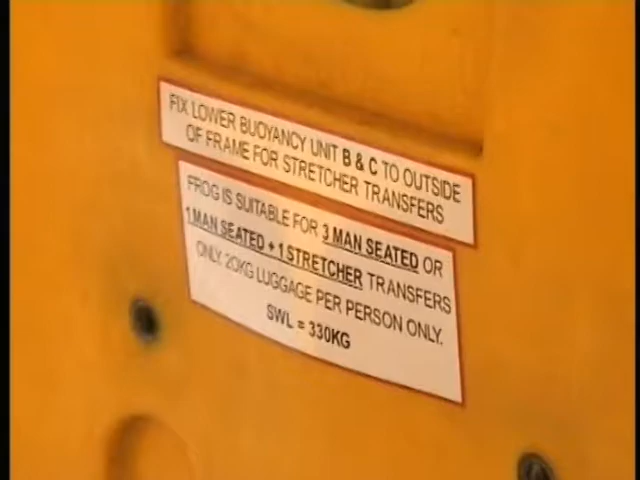 FIX LOWER BUOYANCY UNIT B & C TO OUTSIDE
OF FRAME FOR STRETCHER TRANSFERS
FROG IS SUITABLE FOR 3 MAN SEATED OR
1 MAN SEATED + 1 STRETCHER TRANSFERS
ONLY. 20KG LUGGAGE PER PERSON ONLY.
SWL = 330KG